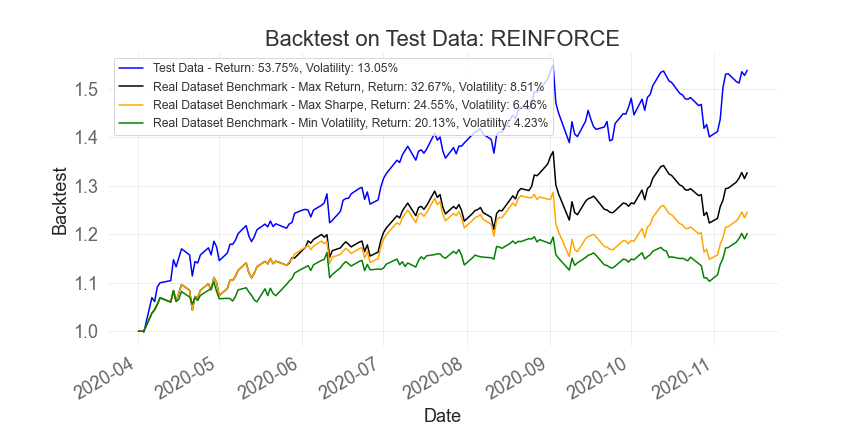 Backtest on Test Data: REINFORCE
Test Data - Return: 53.75%, Volatility: 13.05%
Real Dataset Benchmark - Max Return, Return: 32.67%, Volatility: 8.51%
Real Dataset Benchmark - Max Sharpe, Return: 24.55%, Volatility: 6.46%
Real Dataset Benchmark - Min Volatility, Return: 20.13%, Volatility: 4.23%
Backtest
1.5
1.4
1.3
1.2
1.1
1.0
2020-04
2020-05
2020-06
2020-07
2020-08
2020-09
2020-10
2020-11
Date